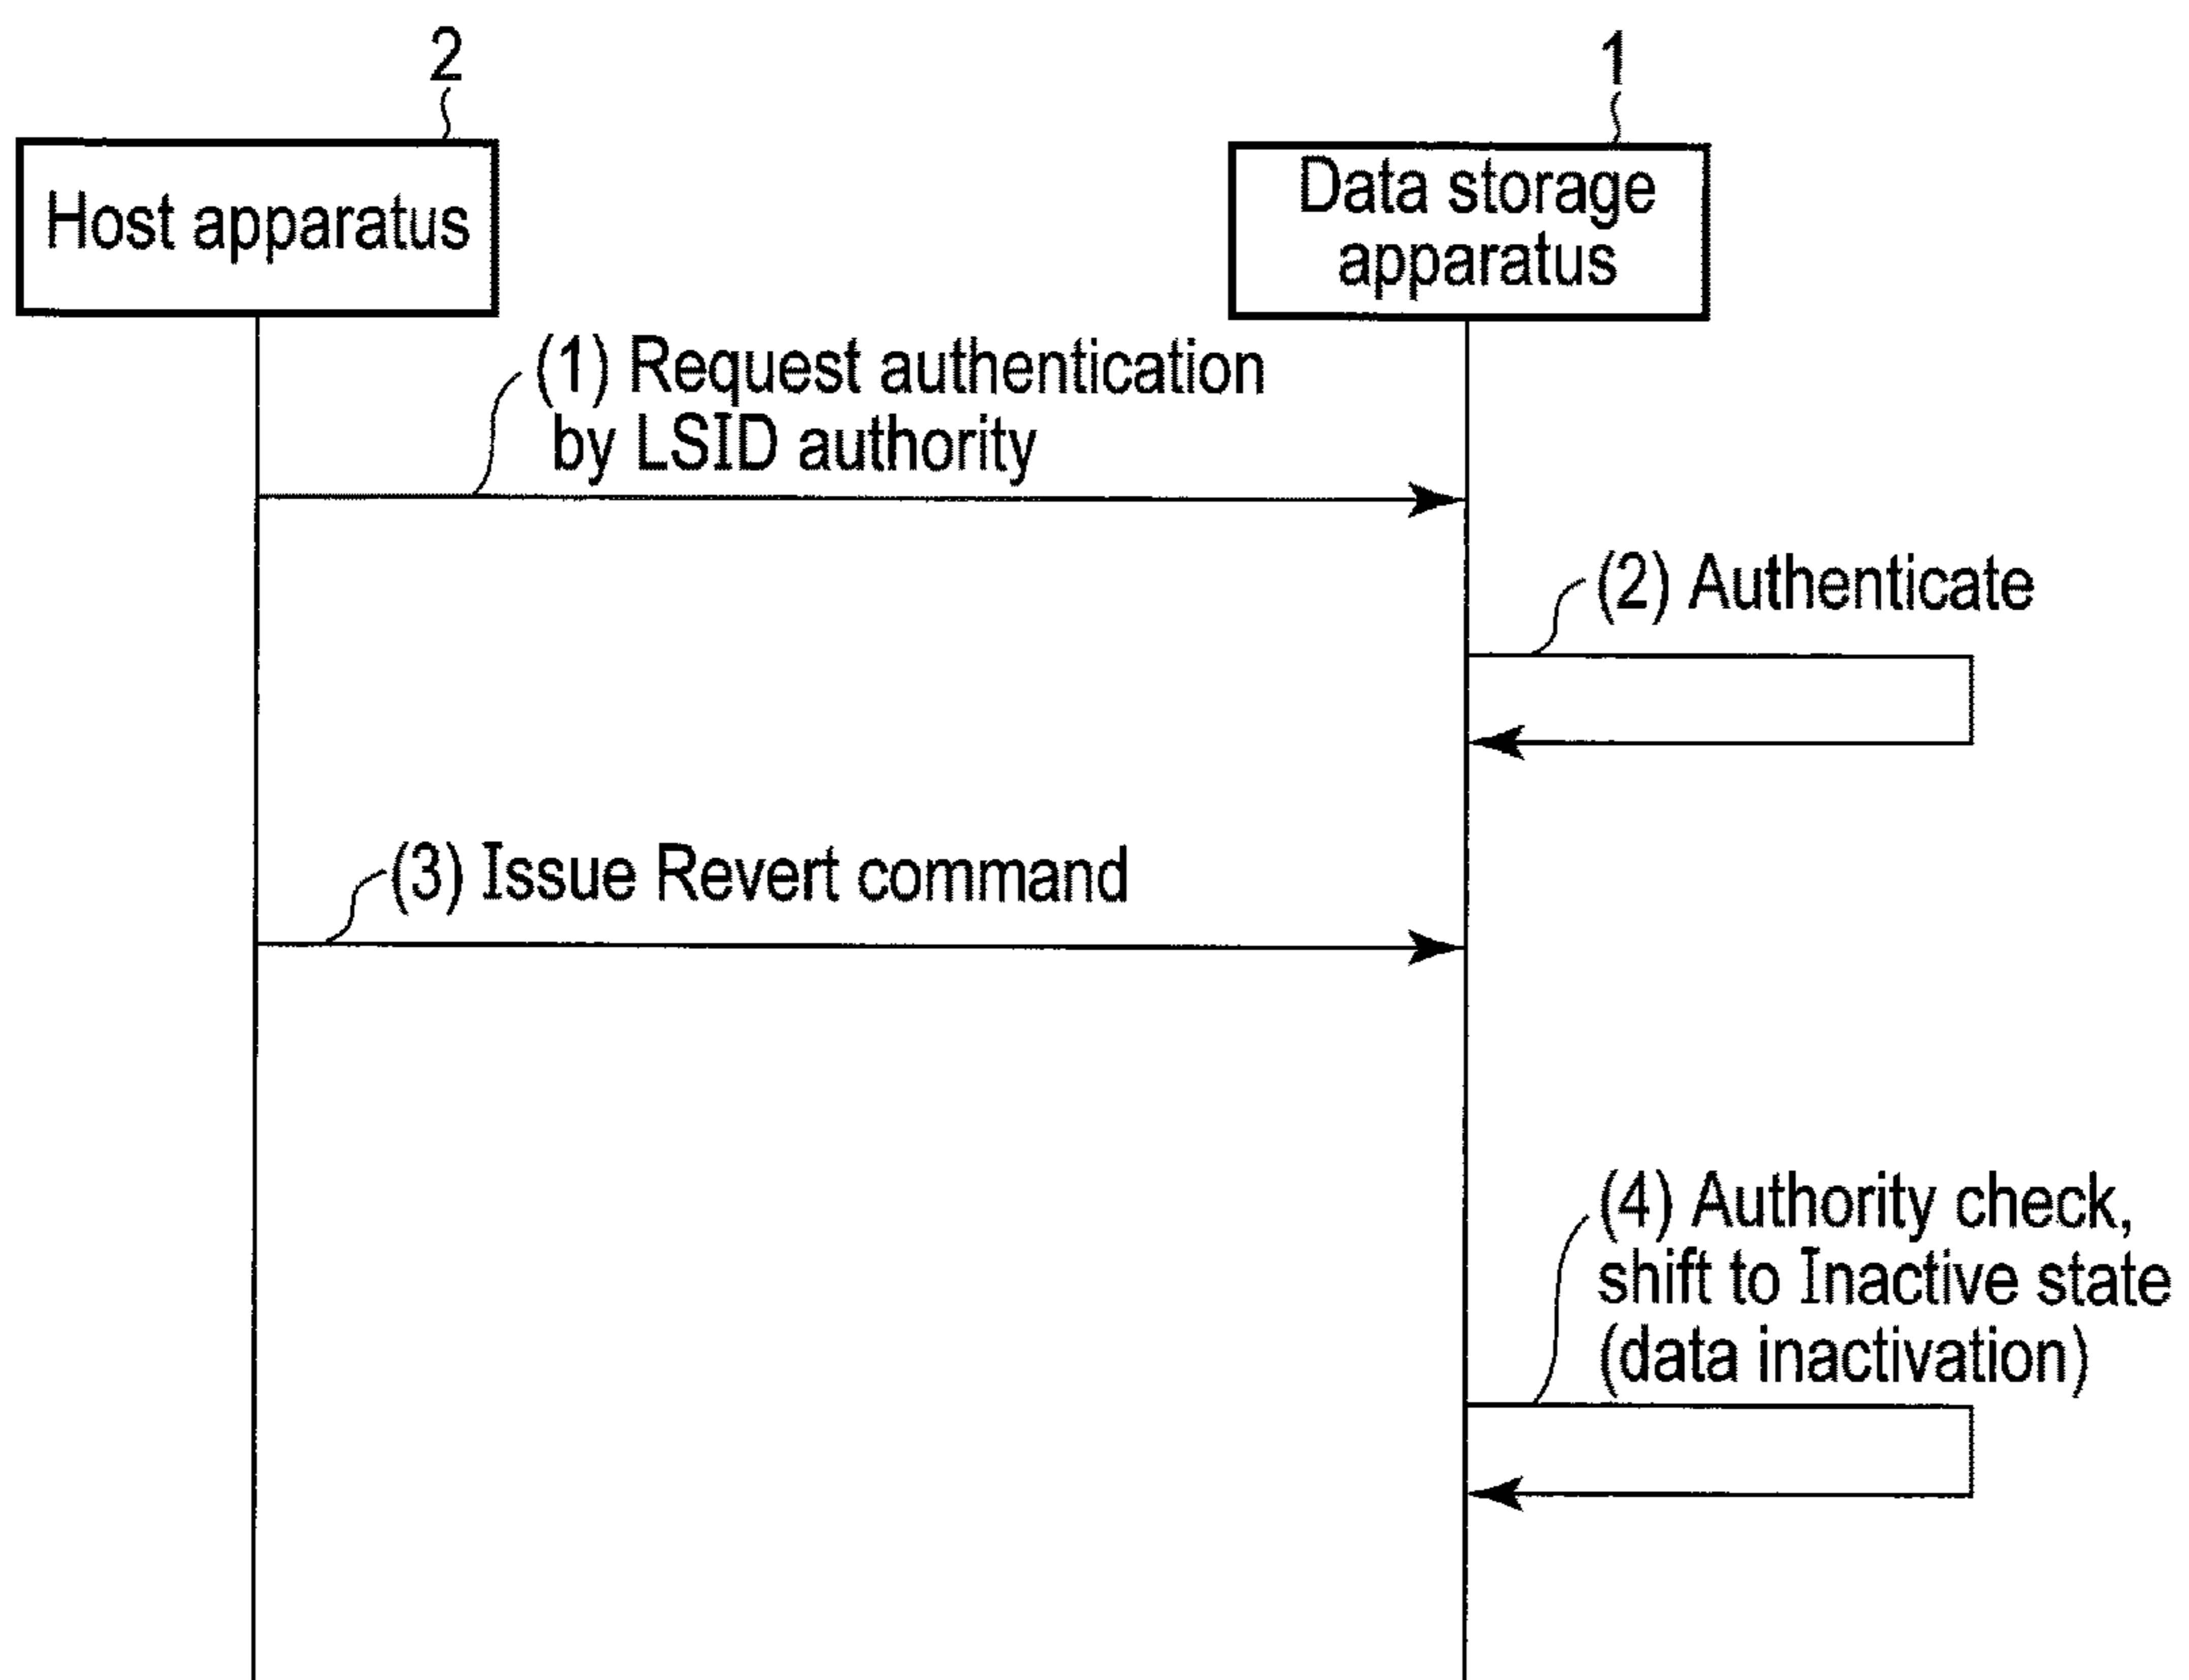 2
1
Host apparatus
Data storage
apparatus
(1) Request authentication
by LSID authority
(2) Authenticate
(3) Issue Revert command
(4) Authority check,
shift to Inactive state
(data inactivation)